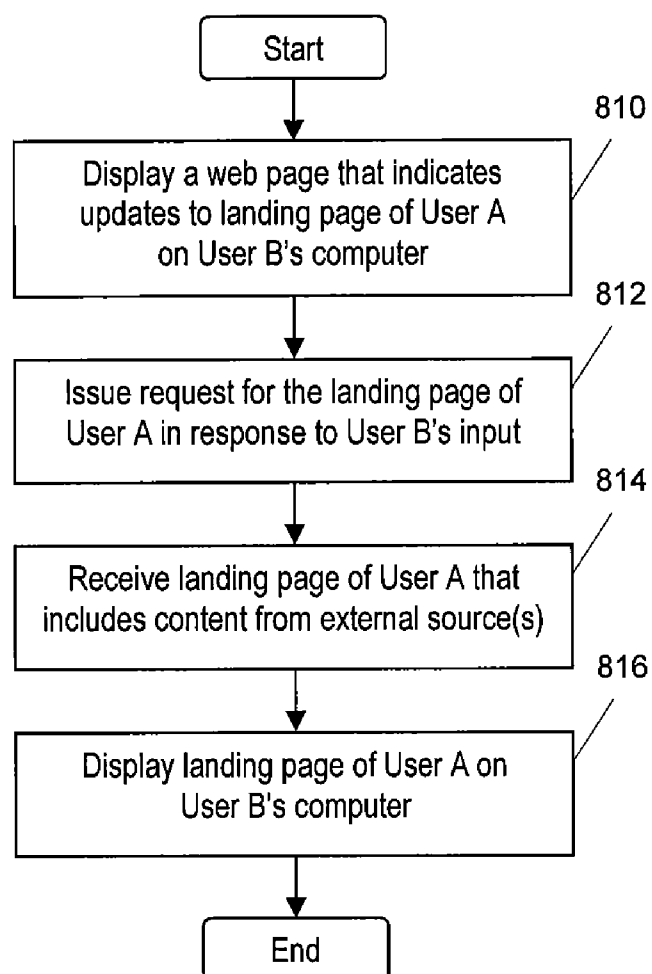 Start
810
Display a web page that indicates
updates to landing page of User A
on User B's computer
812
Issue request for the landing page of
User A in response to User B's input
814
Receive landing page of User A that
includes content from external source(s)
816
Display landing page of User A on
User B's computer
End